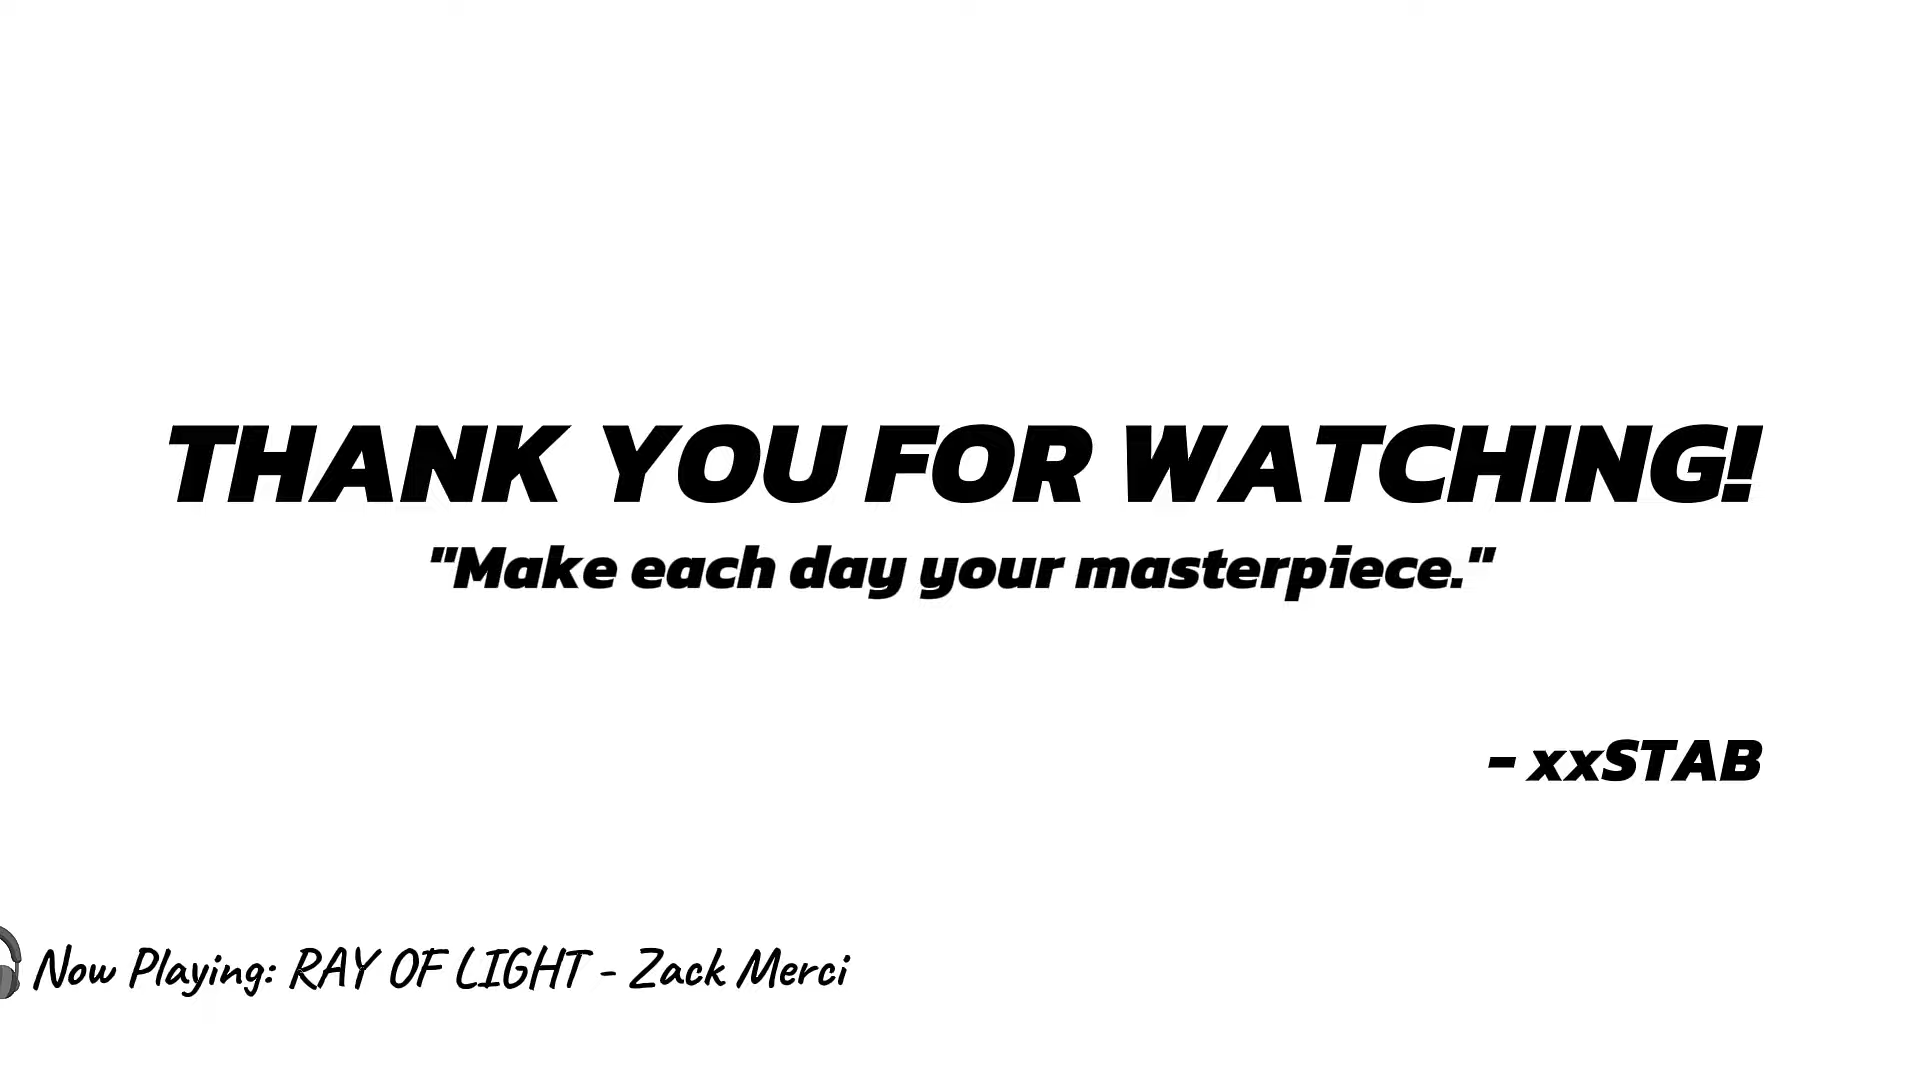 THANK YOU FOR WATCHING!
"Make each day your masterpiece."
- xxSTAB
Now Playing: RAY OF LIGHT - Zack Merci